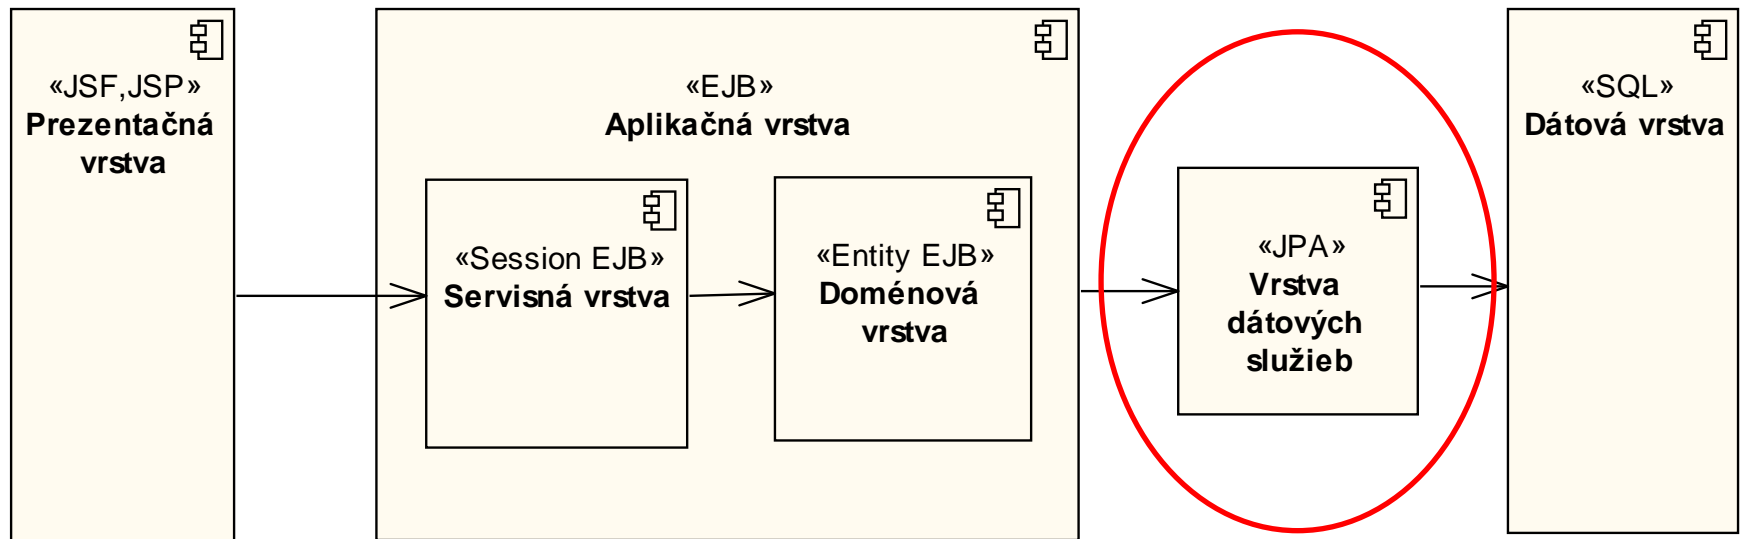 «JSF,JSP»
Prezentačná
vrstva
«EJB»
Aplikačná vrstva
«Session EJB»
Servisná vrstva
«Entity EJB»
Doménová
vrstva
«JPA»
Vrstva
dátových
služieb
«SQL»
Dátová vrstva